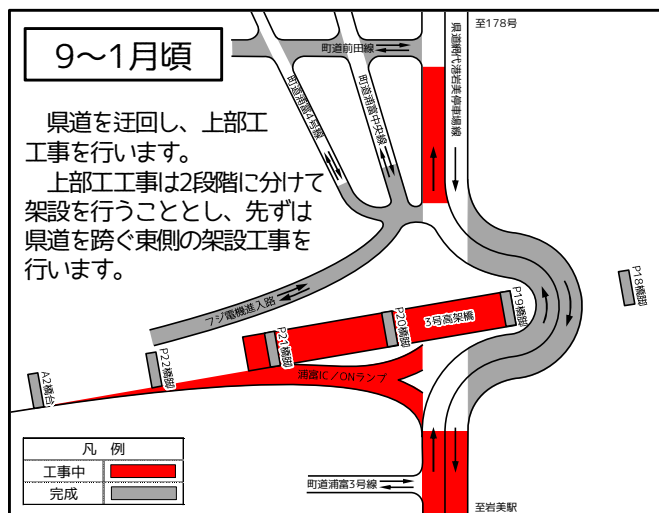 9～1月頃
県道を迂回し、上部工
工事を行います。
上部工工事は2段階に分けて
架設を行うこととし、先ずは
県道を跨ぐ東側の架設工事を
行います。
町道前田線
至178号
県道網代港岩美停車場線
町道浦富4号線
町道浦富中央線
フジ電機進入路
P18橋脚
P19橋脚
3号高架橋
P20橋脚
P21橋脚
P22橋脚
A2橋台
浦富IC/ONランプ
凡　例
工事中
完成
町道浦富3号線
至岩美駅